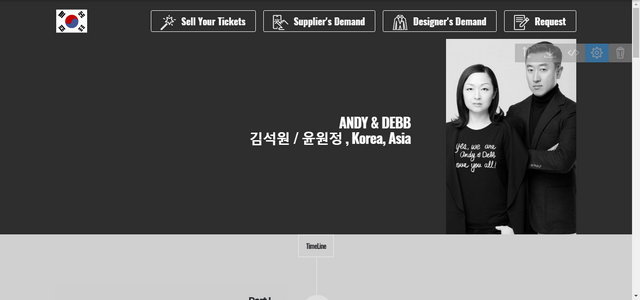 Sell Your Tickets
Supplier's Demand
Designer's Demand
Request
ANDY & DEBB
김석원 / 윤원정 , Korea, Asia
yes, we are
Andy & Debb
love you all!
TimeLine